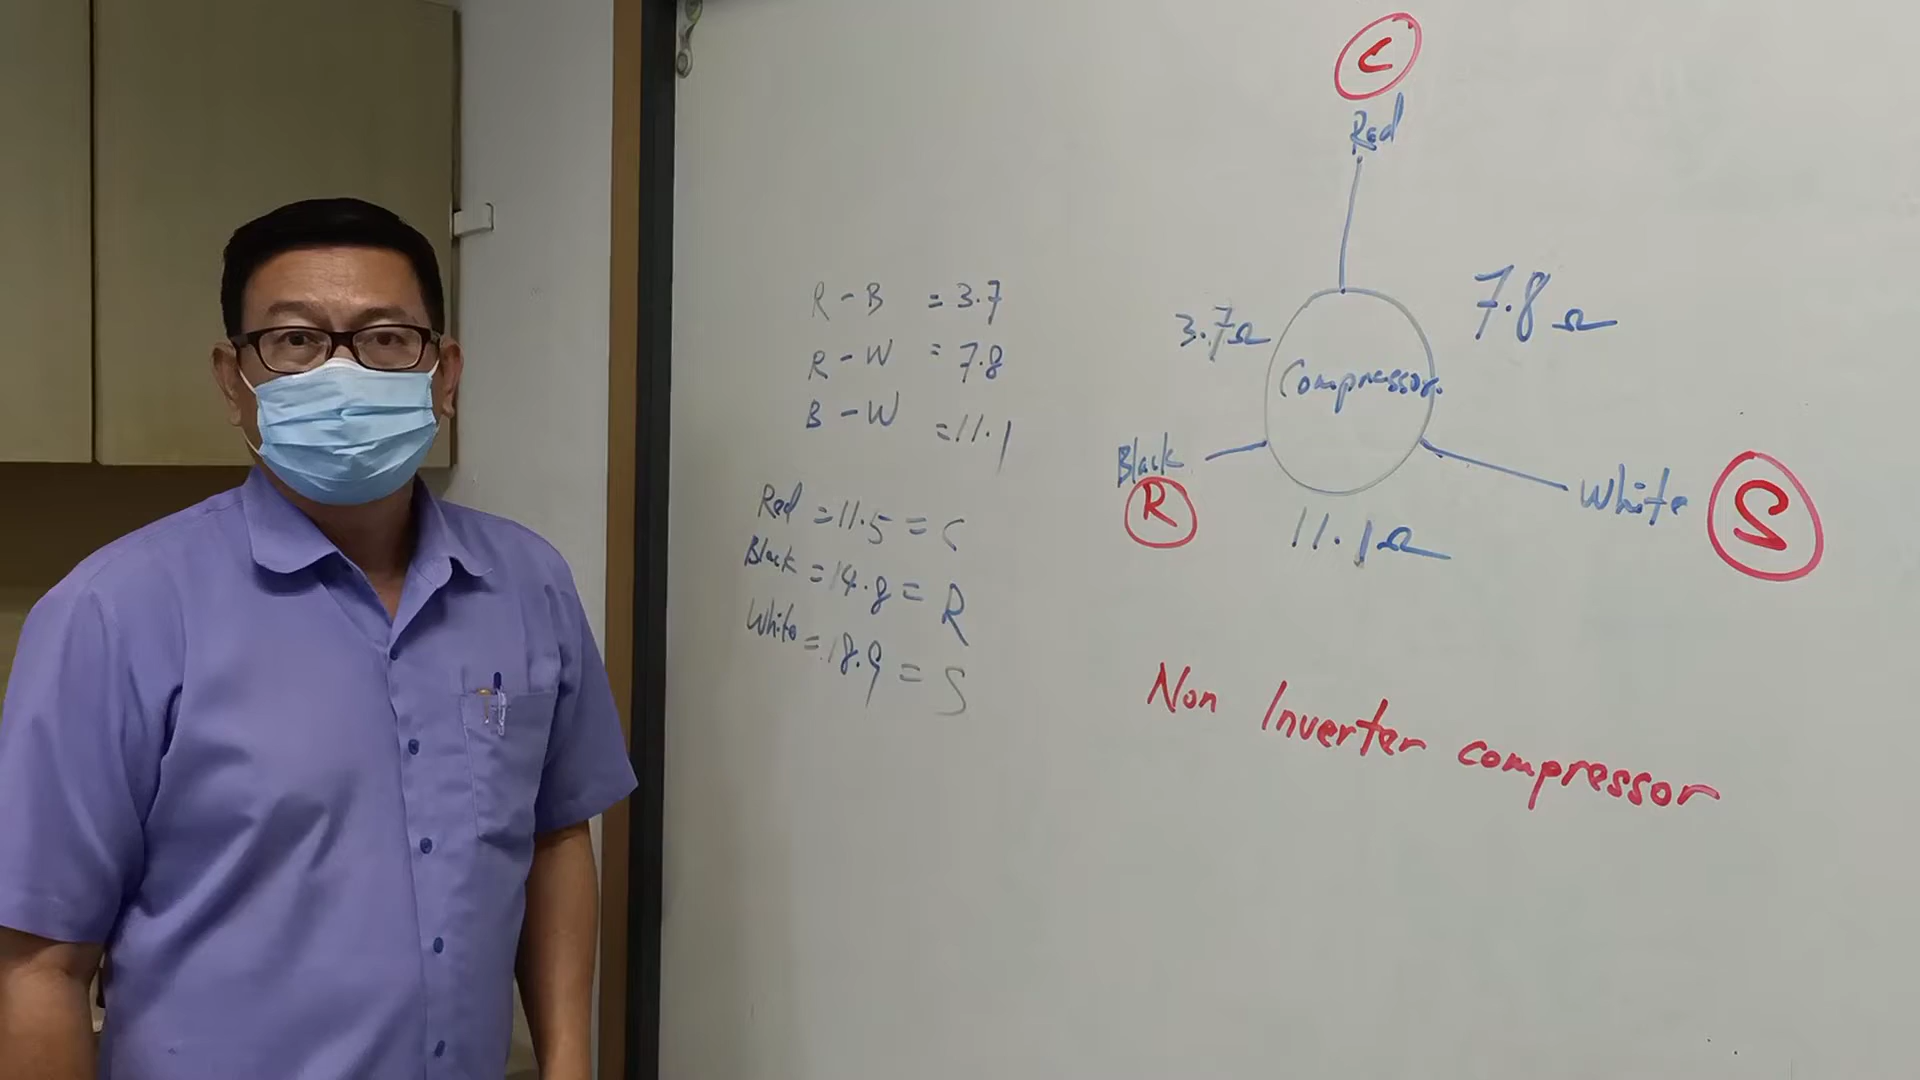 R - B = 3.7
R - W = 7.8
B - W = 11.1
Red = 11.5 = C
Black = 14.8 = R
White = 18.9 = S
C
Red
3.7Ω
7.8Ω
Compressor.
Black
R
White
S
11.1Ω
Non Inverter compressor